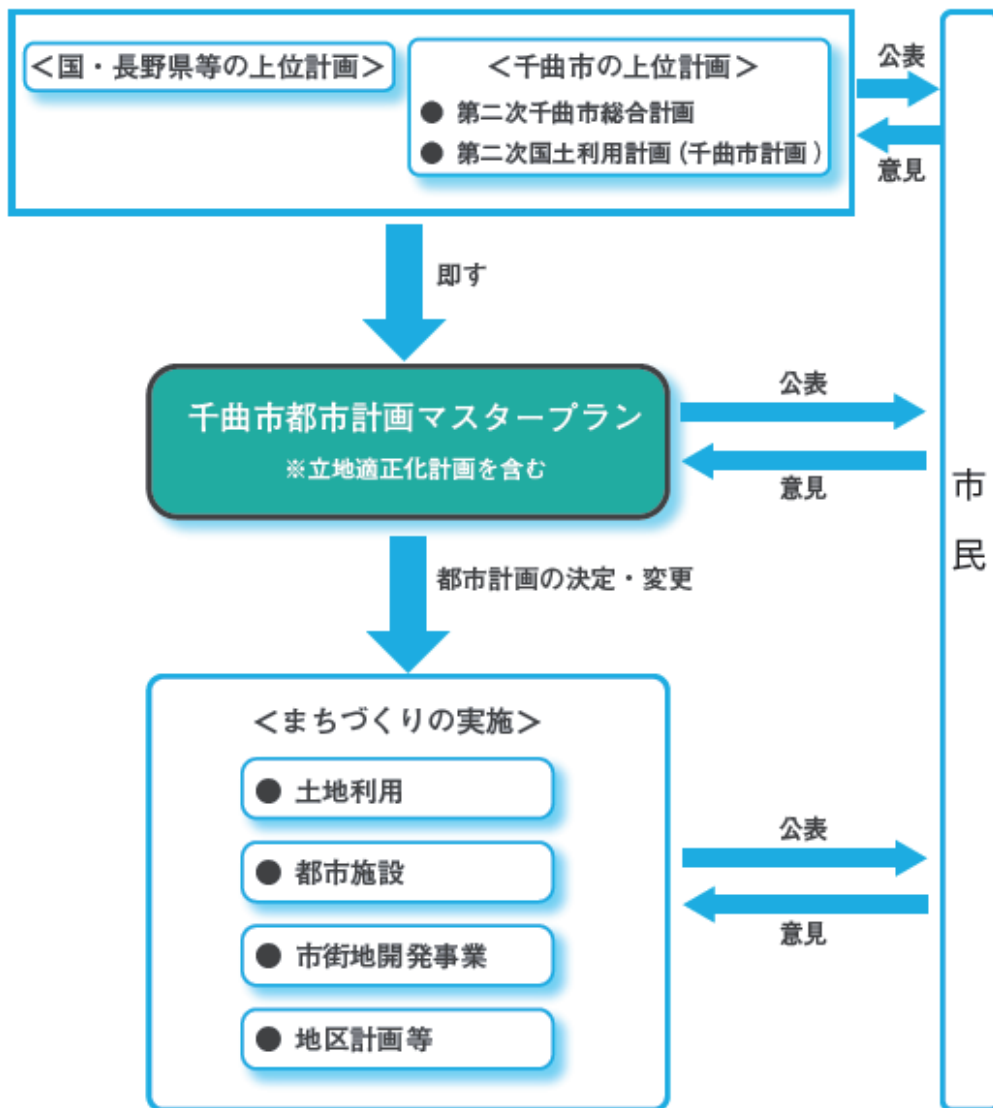 ＜国・長野県等の上位計画＞
＜千曲市の上位計画＞
● 第二次千曲市総合計画
● 第二次国土利用計画 (千曲市計画 )
公表
意見
即す
千曲市都市計画マスタープラン
※立地適正化計画を含む
公表
意見
都市計画の決定・変更
＜まちづくりの実施＞
● 土地利用
● 都市施設
● 市街地開発事業
● 地区計画等
公表
意見
市
民